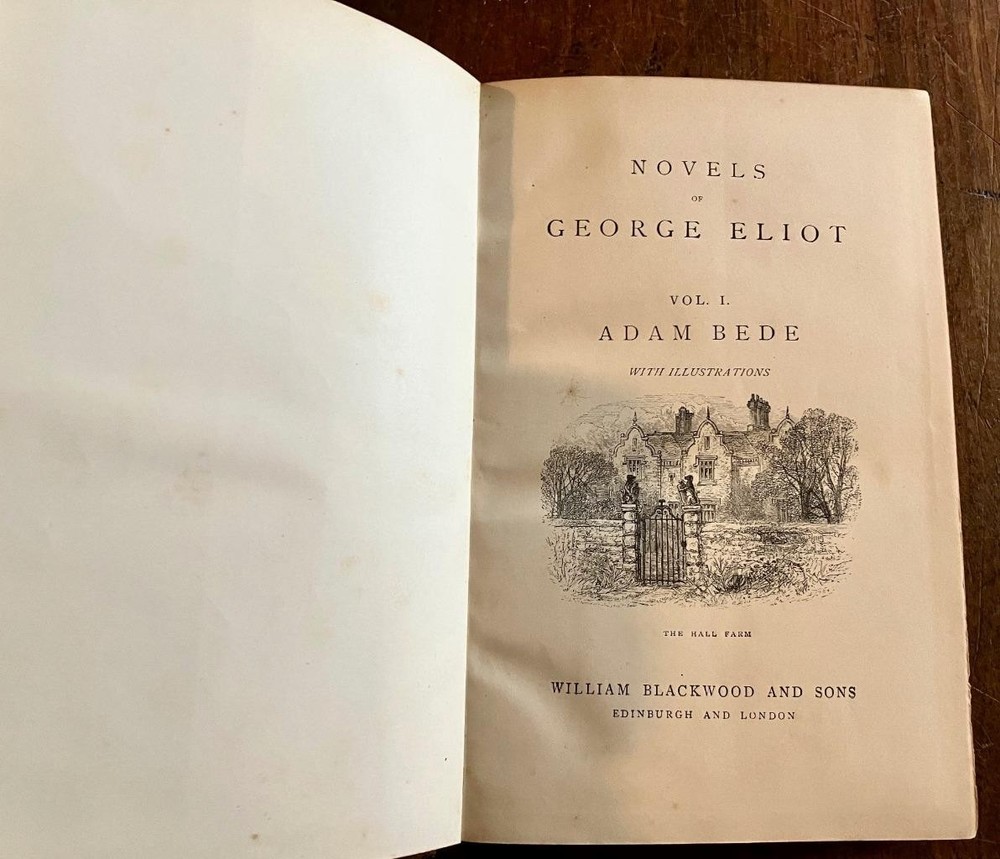 NOVELS
OF
GEORGE ELIOT
VOL. I.
ADAM BEDE
WITH ILLUSTRATIONS
THE HALL FARM
WILLIAM BLACKWOOD AND SONS
EDINBURGH AND LONDON